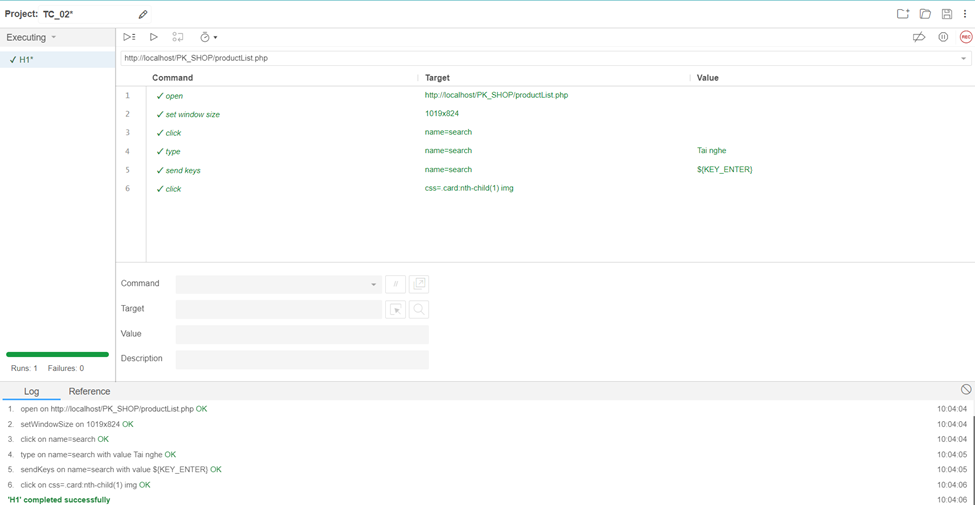 Project: TC_02*
Executing
✓ H1*
http://localhost/PK_SHOP/productList.php
Command Target Value
1 ✓ open http://localhost/PK_SHOP/productList.php
2 ✓ set window size 1019x824
3 ✓ click name=search
4 ✓ type name=search Tai nghe
5 ✓ send keys name=search ${KEY_ENTER}
6 ✓ click css=.card:nth-child(1) img
Command //
Target
Value
Description
Runs: 1 Failures: 0
REC
Log Reference
1. open on http://localhost/PK_SHOP/productList.php OK 10:04:04
2. setWindowSize on 1019x824 OK 10:04:04
3. click on name=search OK 10:04:04
4. type on name=search with value Tai nghe OK 10:04:05
5. sendKeys on name=search with value ${KEY_ENTER} OK 10:04:05
6. click on css=.card:nth-child(1) img OK 10:04:06
'H1' completed successfully 10:04:06